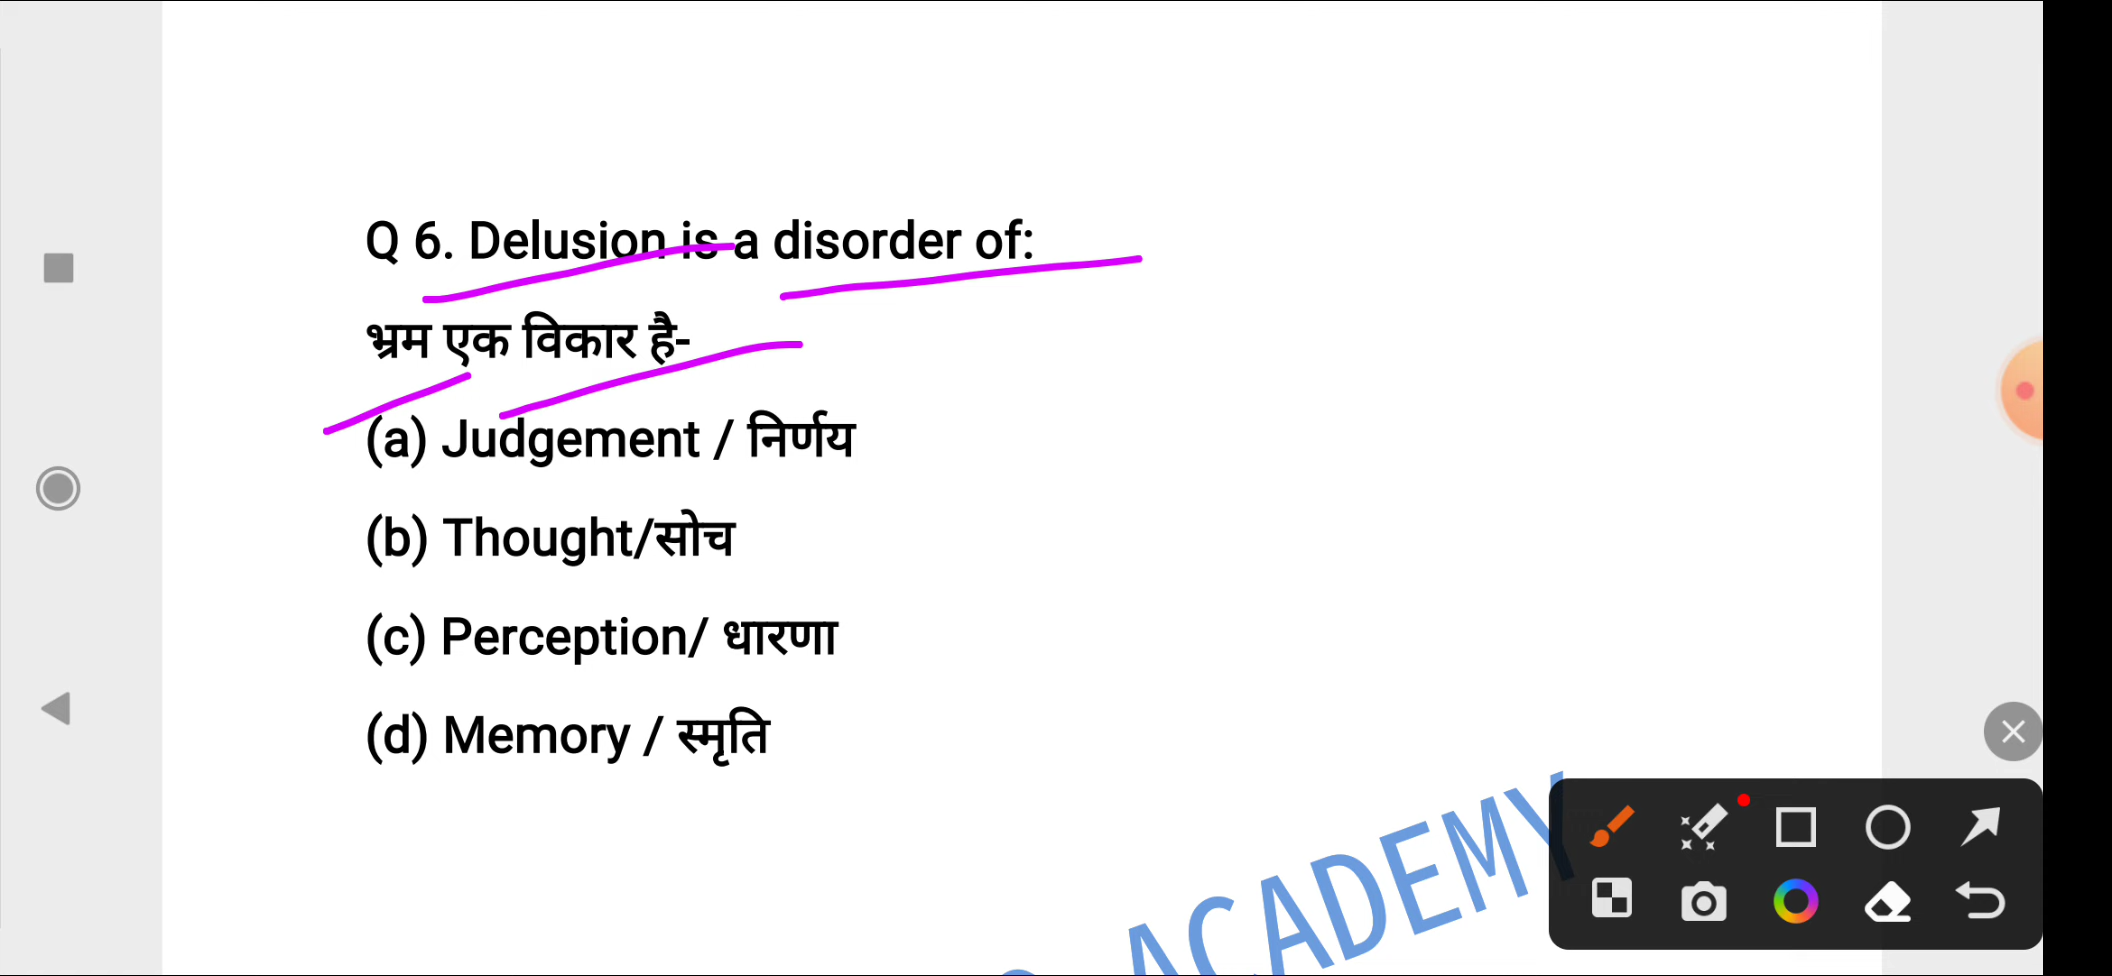 Q 6. Delusion is a disorder of:
भ्रम एक विकार है-
(a) Judgement / निर्णय
(b) Thought/सोच
(c) Perception/ धारणा
(d) Memory / स्मृति
ACADEMY